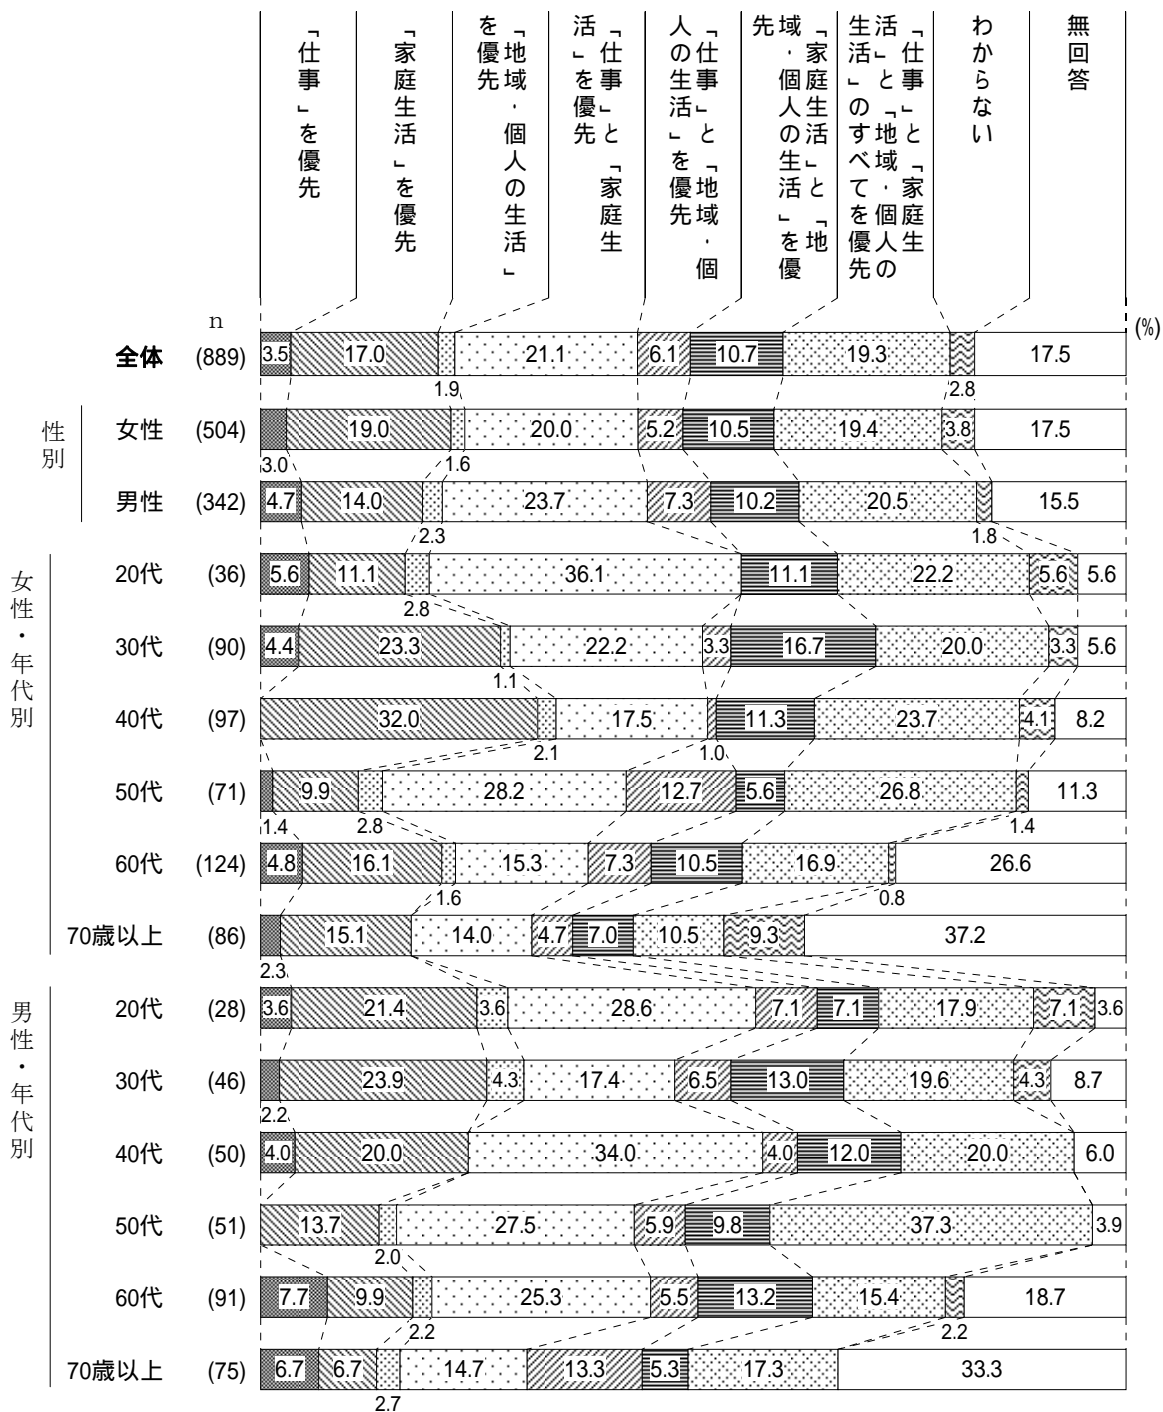 「仕事」を優先
「家庭生活」を優先
「地域・個人の生活」
を優先
「仕事」と「家庭生
活」を優先
「仕事」と「地域・個
人の生活」を優先
「家庭生活」と「地
域・個人の生活」を優
先
「仕事」と「家庭生
活」と「地域・個人の
生活」のすべてを優先
わからない
無回答
n
(%)
全体 (889) 3.5 17.0 21.1 6.1 10.7 19.3 17.5
1.9 2.8
性別
女性 (504) 19.0 20.0 5.2 10.5 19.4 3.8 17.5
3.0 1.6
男性 (342) 4.7 14.0 23.7 7.3 10.2 20.5 15.5
2.3 1.8
女性・年代別
20代 (36) 5.6 11.1 36.1 11.1 22.2 5.6 5.6
2.8
30代 (90) 4.4 23.3 22.2 3.3 16.7 20.0 3.3 5.6
1.1
40代 (97) 32.0 17.5 11.3 23.7 4.1 8.2
2.1 1.0
50代 (71) 9.9 28.2 12.7 5.6 26.8 11.3
1.4 2.8 1.4
60代 (124) 4.8 16.1 15.3 7.3 10.5 16.9 26.6
1.6 0.8
70歳以上 (86) 15.1 14.0 4.7 7.0 10.5 9.3 37.2
2.3
男性・年代別
20代 (28) 3.6 21.4 3.6 28.6 7.1 7.1 17.9 7.1 3.6
30代 (46) 23.9 4.3 17.4 6.5 13.0 19.6 4.3 8.7
2.2
40代 (50) 4.0 20.0 34.0 4.0 12.0 20.0 6.0
50代 (51) 13.7 27.5 5.9 9.8 37.3 3.9
2.0
60代 (91) 7.7 9.9 25.3 5.5 13.2 15.4 18.7
2.2 2.2
70歳以上 (75) 6.7 6.7 14.7 13.3 5.3 17.3 33.3
2.7